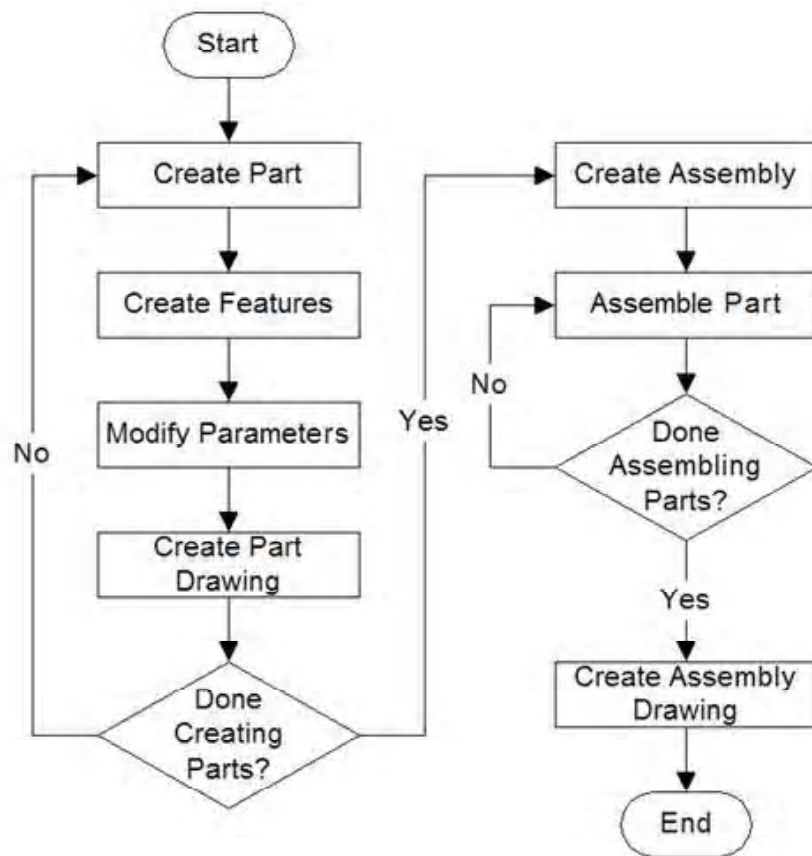 Start
Create Part
Create Features
Modify Parameters
Create Part
Drawing
Done
Creating
Parts?
No
Yes
Create Assembly
Assemble Part
No
Done
Assembling
Parts?
Yes
Create Assembly
Drawing
End